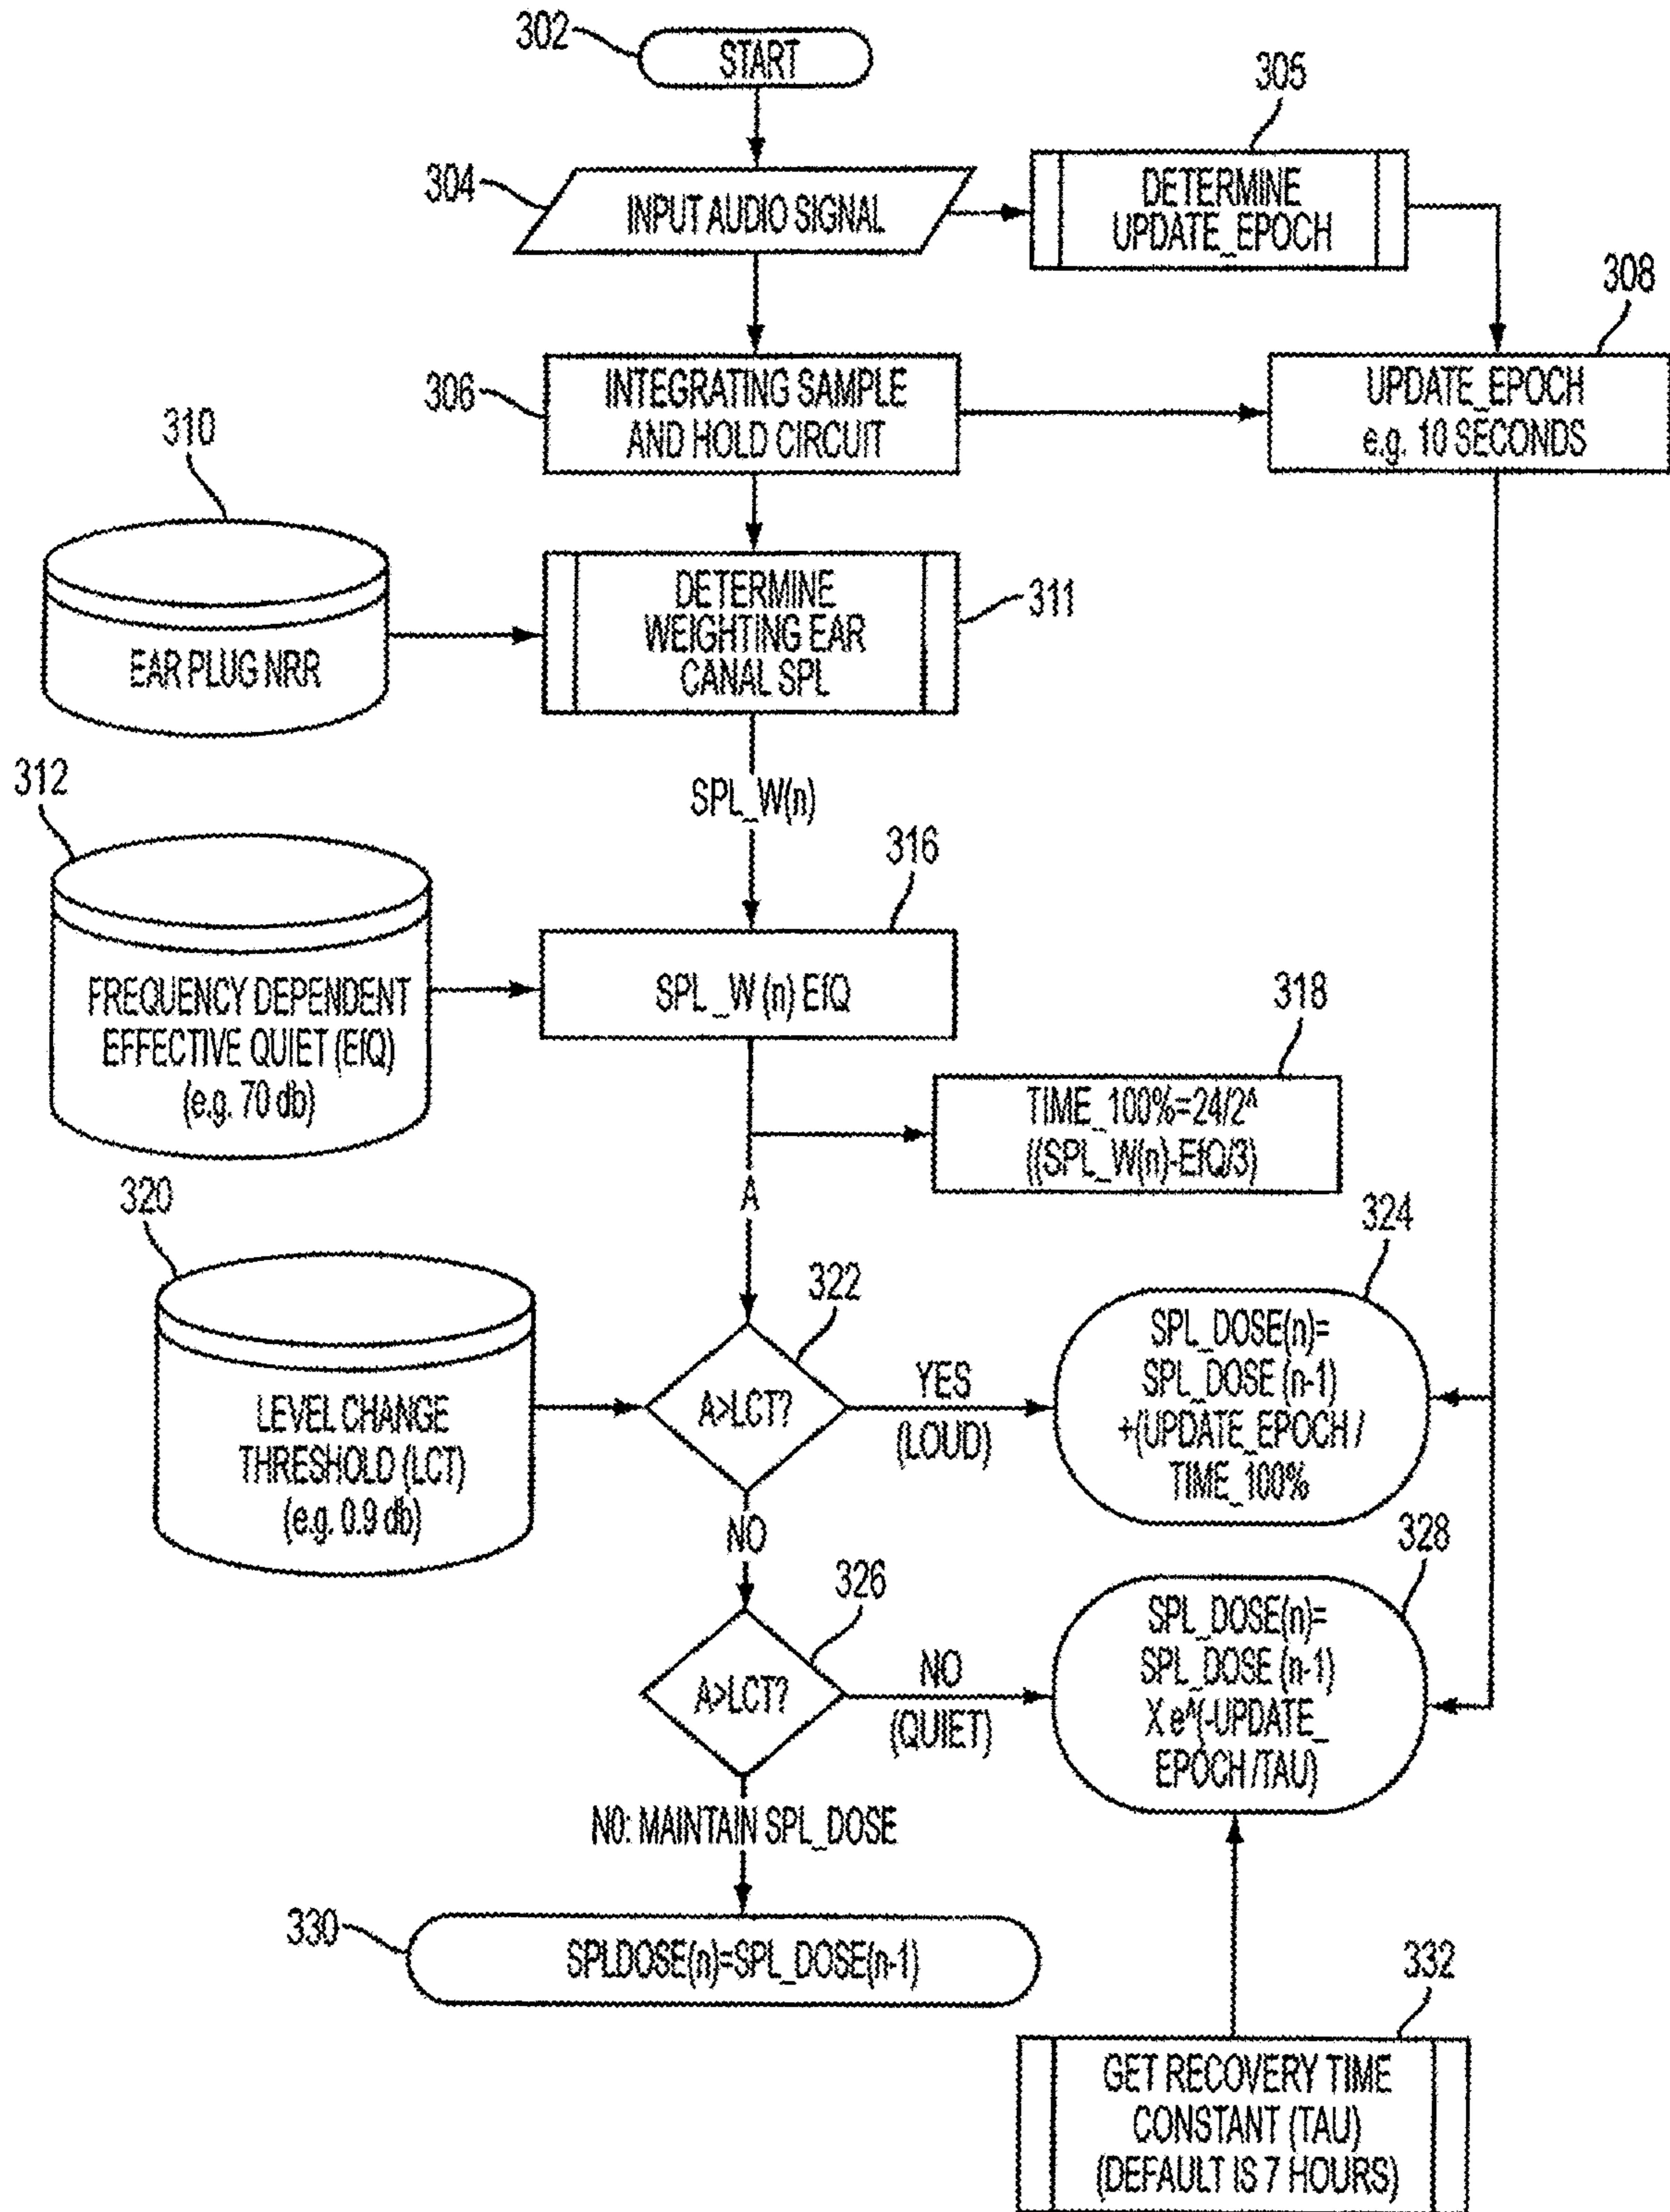 302
START
305
304
INPUT AUDIO SIGNAL
DETERMINE
UPDATE_EPOCH
308
306
INTEGRATING SAMPLE
AND HOLD CIRCUIT
UPDATE_EPOCH
e.g. 10 SECONDS
310
EAR PLUG NRR
DETERMINE
WEIGHTING EAR
CANAL SPL
311
SPL_W(n)
312
316
FREQUENCY DEPENDENT
EFFECTIVE QUIET (EfQ)
(e.g. 70 db)
SPL_W (n) EfQ
318
TIME_100%=24/2^
((SPL_W(n)-EfQ/3)
A
320
LEVEL CHANGE
THRESHOLD (LCT)
(e.g. 0.9 db)
322
A>LCT?
YES
(LOUD)
324
SPL_DOSE(n)=
SPL_DOSE (n-1)
+(UPDATE_EPOCH /
TIME_100%
NO
326
A>LCT?
NO
(QUIET)
328
SPL_DOSE(n)=
SPL_DOSE (n-1)
X e^(-UPDATE_
EPOCH /TAU)
N0: MAINTAIN SPL_DOSE
330
SPLDOSE(n)=SPL_DOSE(n-1)
332
GET RECOVERY TIME
CONSTANT (TAU)
(DEFAULT IS 7 HOURS)